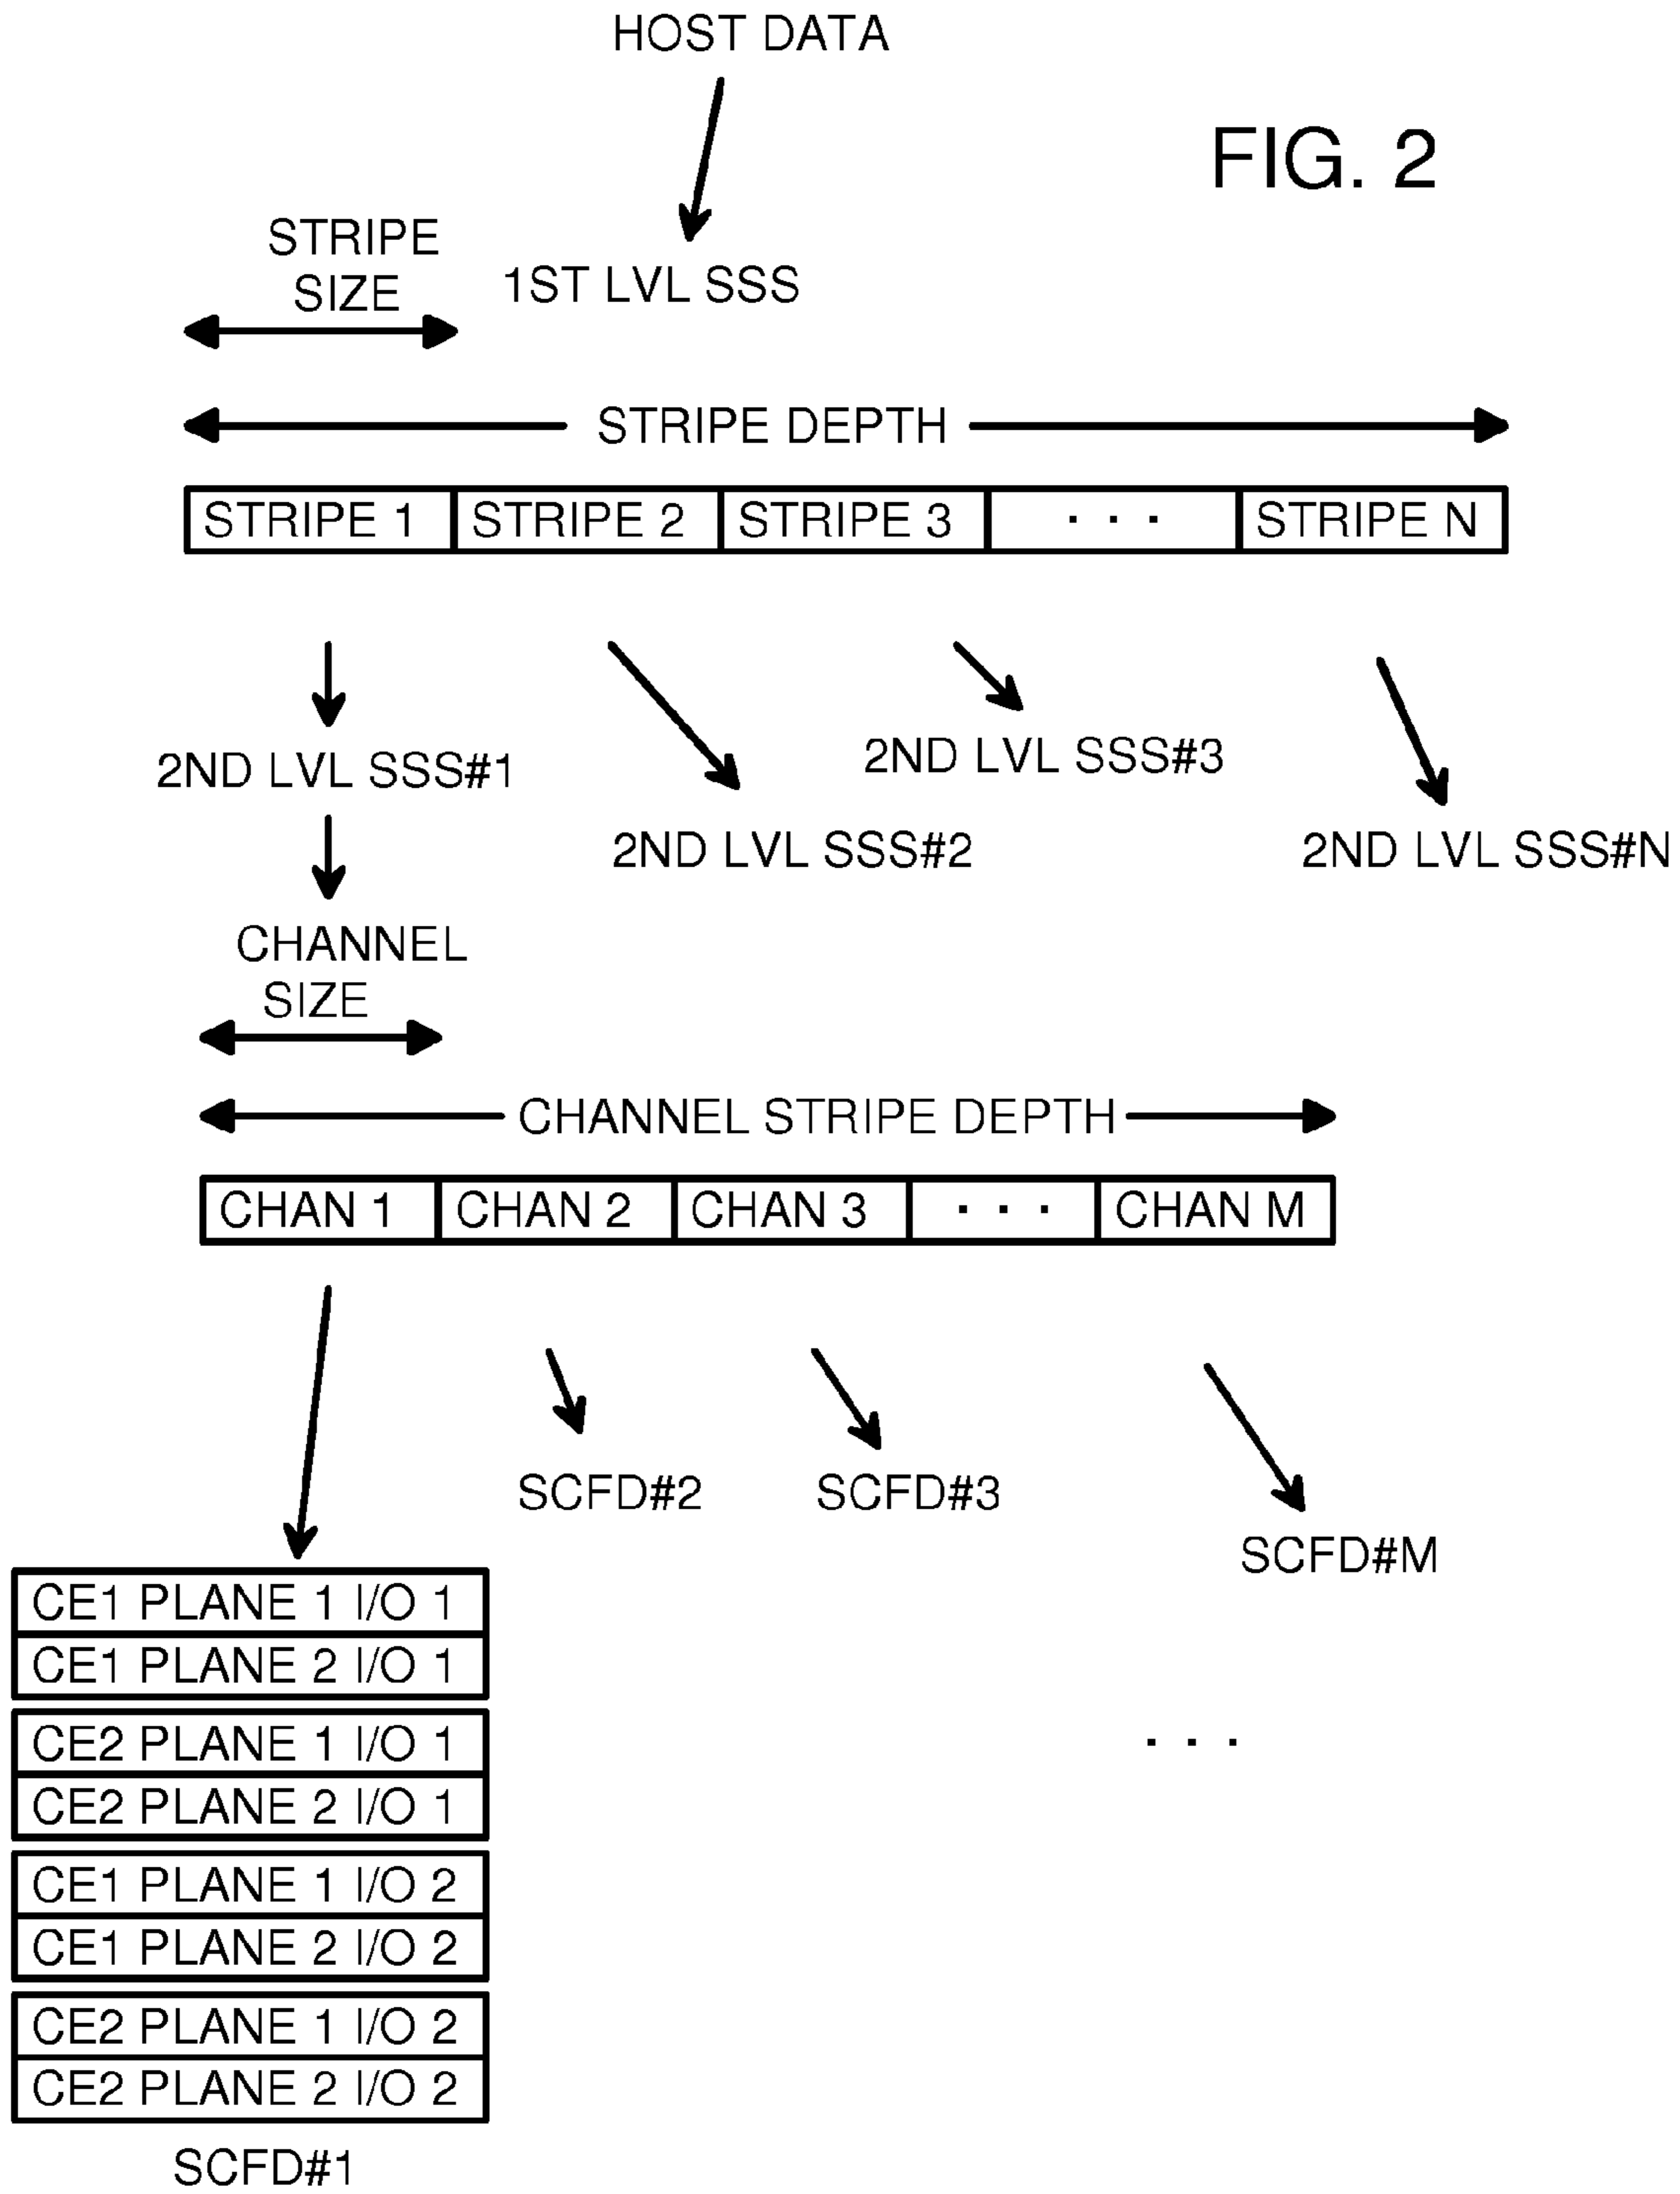 HOST DATA
FIG. 2
STRIPE
SIZE
1ST LVL SSS
STRIPE DEPTH
STRIPE 1 STRIPE 2 STRIPE 3 . . . STRIPE N
2ND LVL SSS#1
2ND LVL SSS#2
2ND LVL SSS#3
2ND LVL SSS#N
CHANNEL
SIZE
CHANNEL STRIPE DEPTH
CHAN 1 CHAN 2 CHAN 3 . . . CHAN M
SCFD#2
SCFD#3
SCFD#M
CE1 PLANE 1 I/O 1
CE1 PLANE 2 I/O 1
CE2 PLANE 1 I/O 1
CE2 PLANE 2 I/O 1
. . .
CE1 PLANE 1 I/O 2
CE1 PLANE 2 I/O 2
CE2 PLANE 1 I/O 2
CE2 PLANE 2 I/O 2
SCFD#1